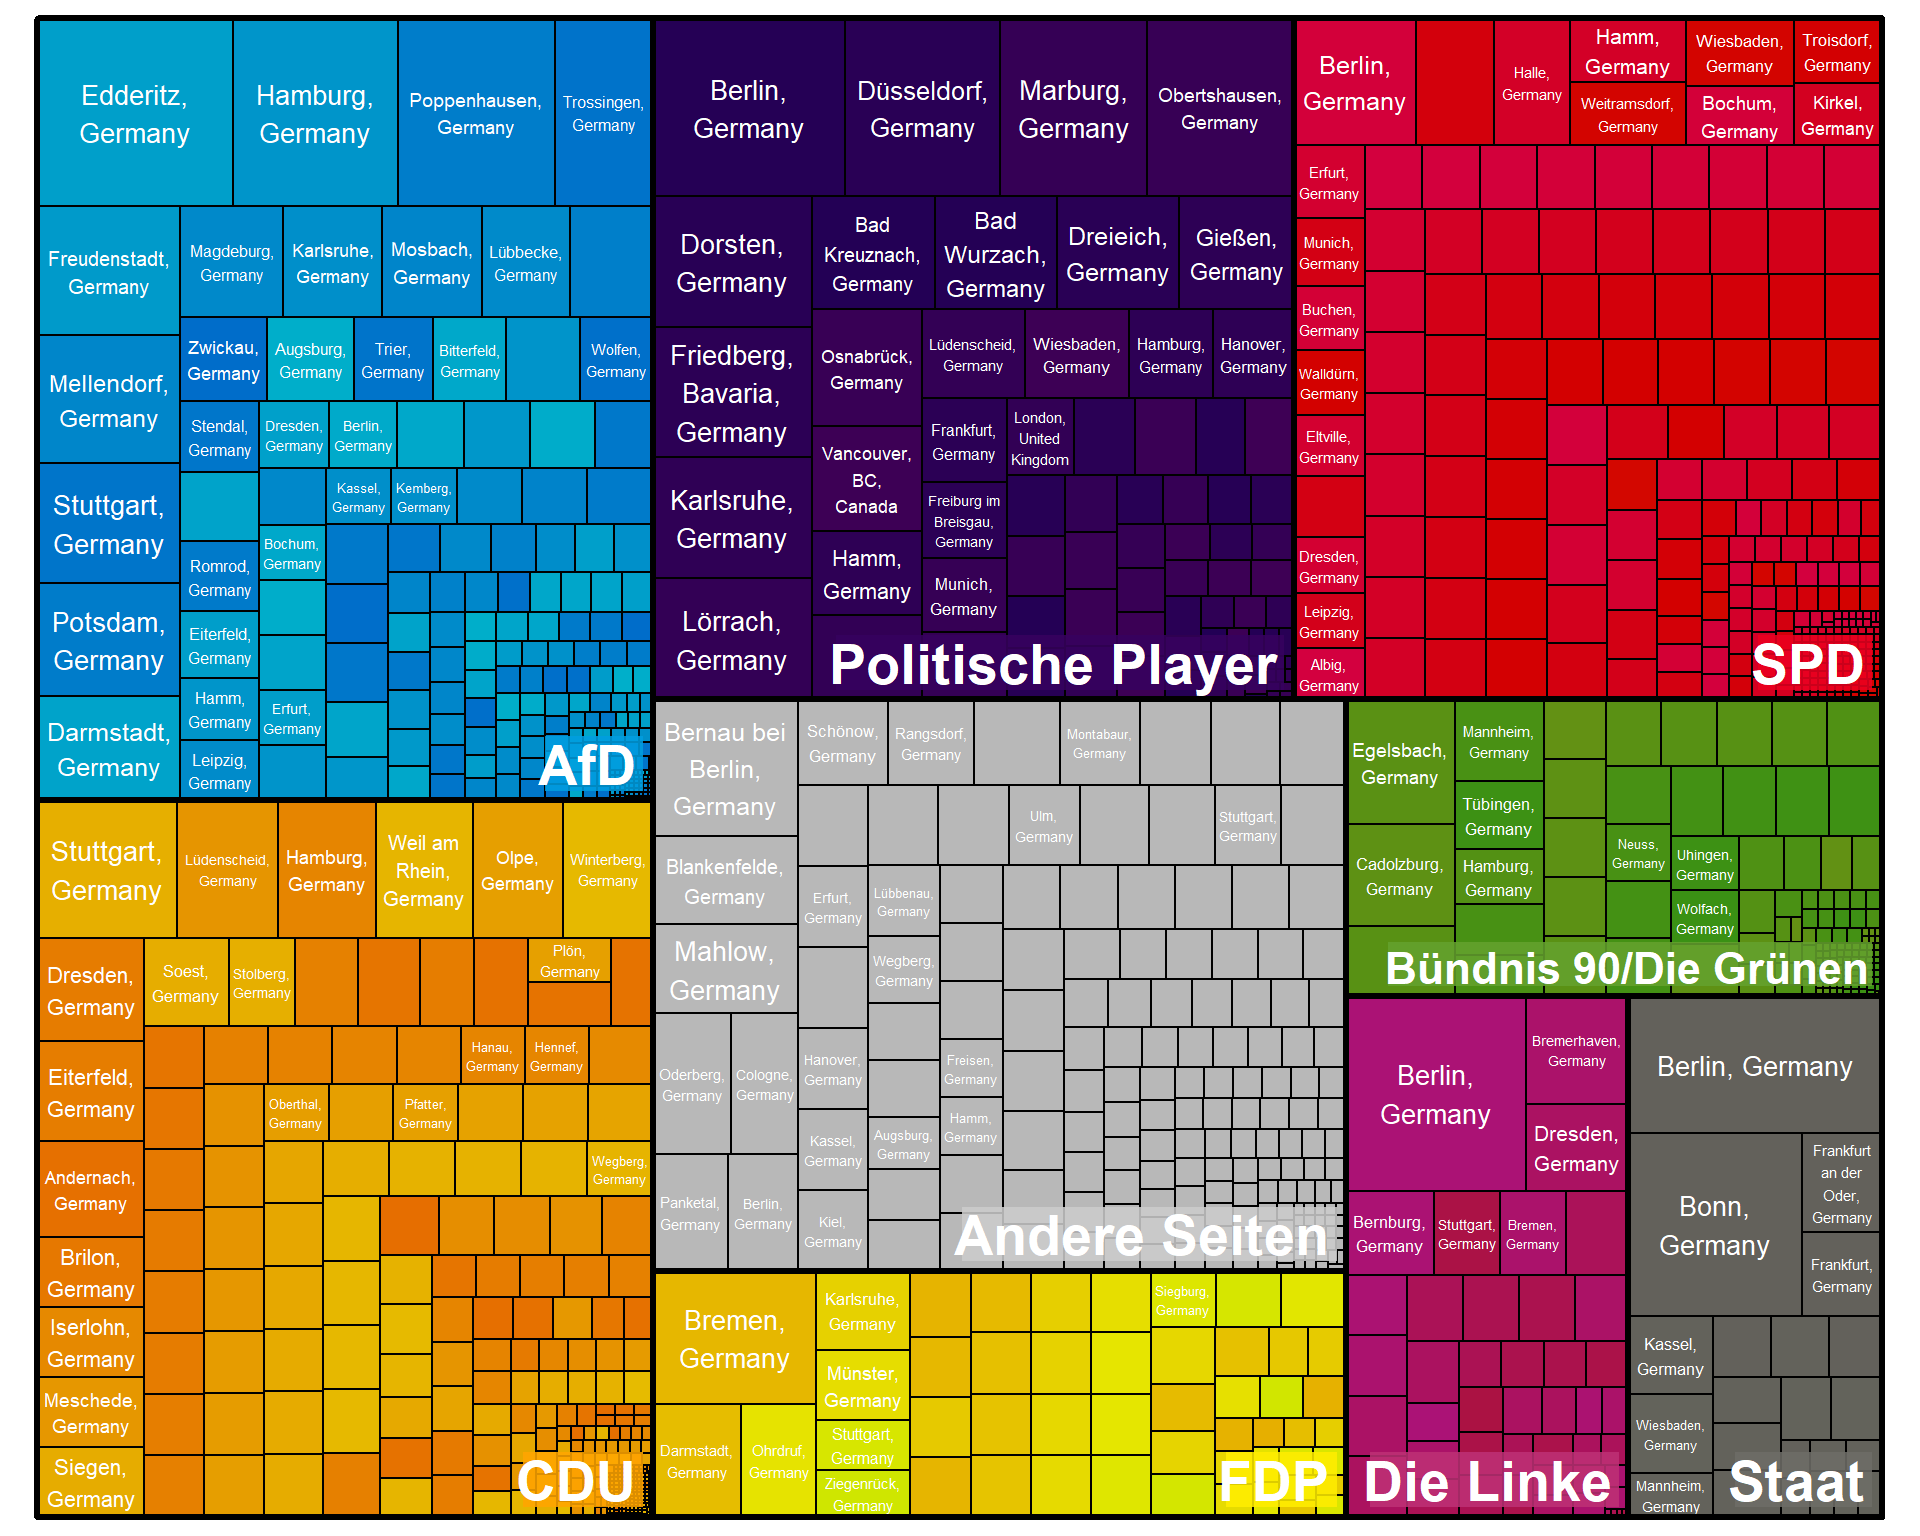 Edderitz,
Germany
Hamburg,
Germany
Poppenhausen,
Germany
Trossingen,
Germany
Freudenstadt,
Germany
Magdeburg,
Germany
Karlsruhe,
Germany
Mosbach,
Germany
Lübbecke,
Germany
Mellendorf,
Germany
Zwickau,
Germany
Augsburg,
Germany
Trier,
Germany
Bitterfeld,
Germany
Wolfen,
Germany
Stuttgart,
Germany
Stendal,
Germany
Dresden,
Germany
Berlin,
Germany
Kassel,
Germany
Kemberg,
Germany
Romrod,
Germany
Bochum,
Germany
Potsdam,
Germany
Eiterfeld,
Germany
Hamm,
Germany
Erfurt,
Germany
Darmstadt,
Germany
Leipzig,
Germany
AfD
Berlin,
Germany
Düsseldorf,
Germany
Marburg,
Germany
Obertshausen,
Germany
Dorsten,
Germany
Bad
Kreuznach,
Germany
Bad
Wurzach,
Germany
Dreieich,
Germany
Gießen,
Germany
Friedberg,
Bavaria,
Germany
Osnabrück,
Germany
Lüdenscheid,
Germany
Wiesbaden,
Germany
Hamburg,
Germany
Hanover,
Germany
Vancouver,
BC,
Canada
Frankfurt,
Germany
London,
United
Kingdom
Karlsruhe,
Germany
Freiburg im
Breisgau,
Germany
Hamm,
Germany
Munich,
Germany
Lörrach,
Germany
Politische Player
Berlin,
Germany
Halle,
Germany
Hamm,
Germany
Wiesbaden,
Germany
Troisdorf,
Germany
Weitramsdorf,
Germany
Bochum,
Germany
Kirkel,
Germany
Erfurt,
Germany
Munich,
Germany
Buchen,
Germany
Walldürn,
Germany
Eltville,
Germany
Dresden,
Germany
Leipzig,
Germany
Albig,
Germany
SPD
Stuttgart,
Germany
Lüdenscheid,
Germany
Hamburg,
Germany
Weil am
Rhein,
Germany
Olpe,
Germany
Winterberg,
Germany
Dresden,
Germany
Soest,
Germany
Stolberg,
Germany
Plön,
Germany
Eiterfeld,
Germany
Hanau,
Germany
Hennef,
Germany
Oberthal,
Germany
Pfatter,
Germany
Andernach,
Germany
Wegberg,
Germany
Brilon,
Germany
Iserlohn,
Germany
Meschede,
Germany
Siegen,
Germany
CDU
Bernau bei
Berlin,
Germany
Schönow,
Germany
Rangsdorf,
Germany
Montabaur,
Germany
Ulm,
Germany
Stuttgart,
Germany
Blankenfelde,
Germany
Erfurt,
Germany
Lübbenau,
Germany
Mahlow,
Germany
Wegberg,
Germany
Oderberg,
Germany
Cologne,
Germany
Hanover,
Germany
Freisen,
Germany
Kassel,
Germany
Augsburg,
Germany
Hamm,
Germany
Panketal,
Germany
Berlin,
Germany
Kiel,
Germany
Andere Seiten
Egelsbach,
Germany
Mannheim,
Germany
Tübingen,
Germany
Cadolzburg,
Germany
Hamburg,
Germany
Neuss,
Germany
Uhingen,
Germany
Wolfach,
Germany
Bündnis 90/Die Grünen
Bremen,
Germany
Karlsruhe,
Germany
Siegburg,
Germany
Münster,
Germany
Darmstadt,
Germany
Ohrdruf,
Germany
Stuttgart,
Germany
Ziegenrück,
Germany
FDP
Berlin,
Germany
Bremerhaven,
Germany
Dresden,
Germany
Bernburg,
Germany
Stuttgart,
Germany
Bremen,
Germany
Die Linke
Berlin, Germany
Bonn,
Germany
Frankfurt
an der
Oder,
Germany
Frankfurt,
Germany
Kassel,
Germany
Wiesbaden,
Germany
Mannheim,
Germany
Staat